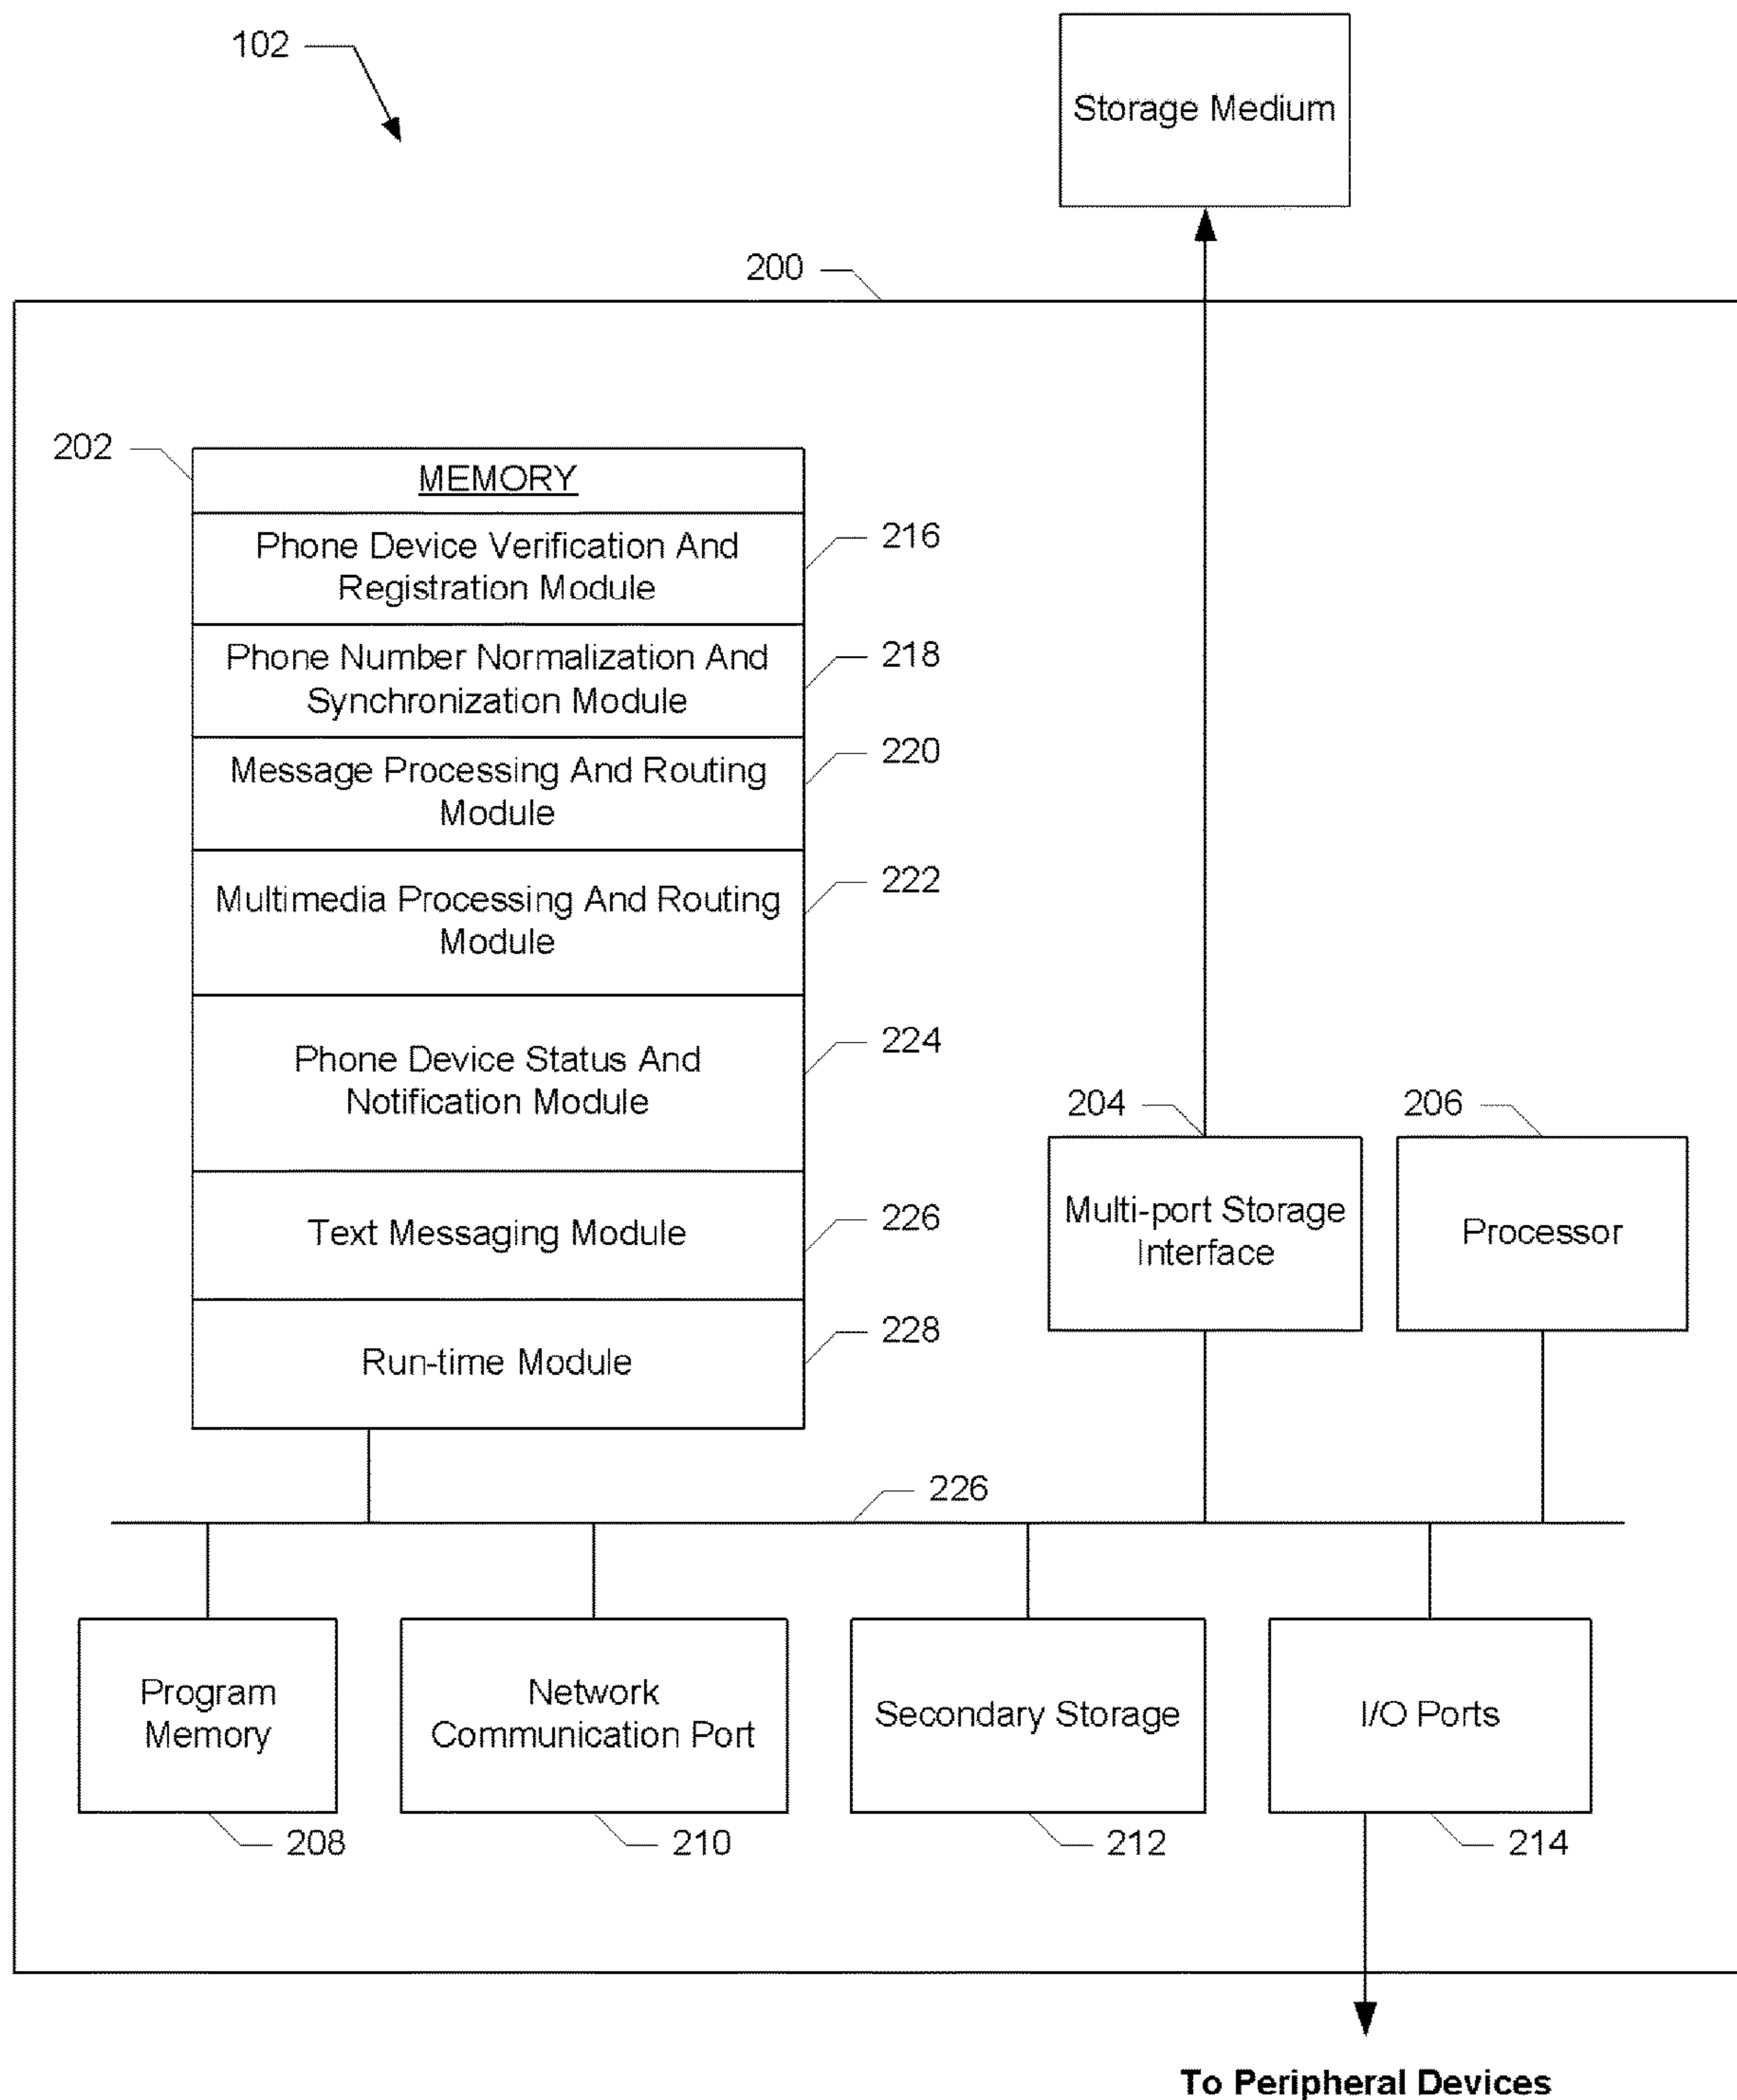 102
Storage Medium
200
202
MEMORY
Phone Device Verification And
Registration Module
216
Phone Number Normalization And
Synchronization Module
218
Message Processing And Routing
Module
220
Multimedia Processing And Routing
Module
222
Phone Device Status And
Notification Module
224
Text Messaging Module
226
Run-time Module
228
204
Multi-port Storage
Interface
206
Processor
226
Program
Memory
208
Network
Communication Port
210
Secondary Storage
212
I/O Ports
214
To Peripheral Devices